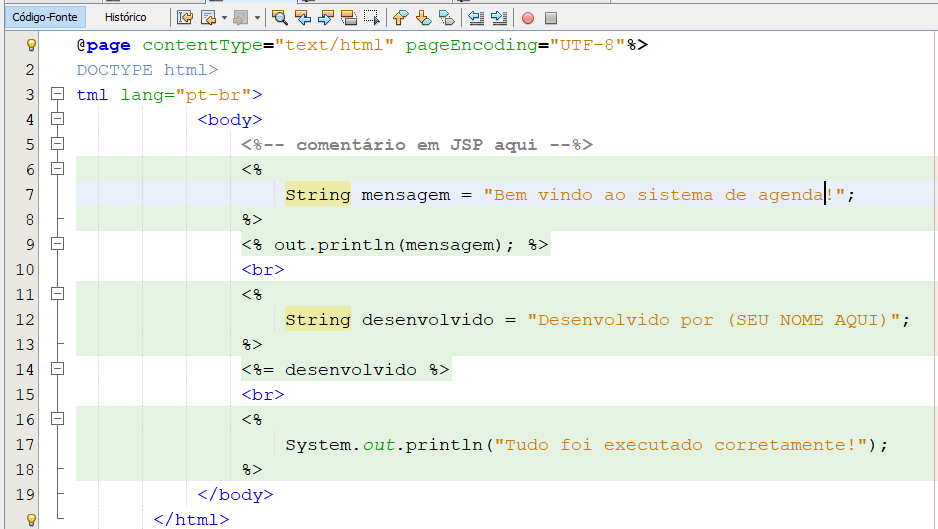 Código-Fonte Histórico
@page contentType="text/html" pageEncoding="UTF-8"%>
2 DOCTYPE html>
3 tml lang="pt-br">
4 <body>
5 <%-- comentário em JSP aqui --%>
6 <%
7 String mensagem = "Bem vindo ao sistema de agenda!";
8 %>
9 <% out.println(mensagem); %>
10 <br>
11 <%
12 String desenvolvido = "Desenvolvido por (SEU NOME AQUI)";
13 %>
14 <%= desenvolvido %>
15 <br>
16 <%
17 System.out.println("Tudo foi executado corretamente!");
18 %>
19 </body>
</html>